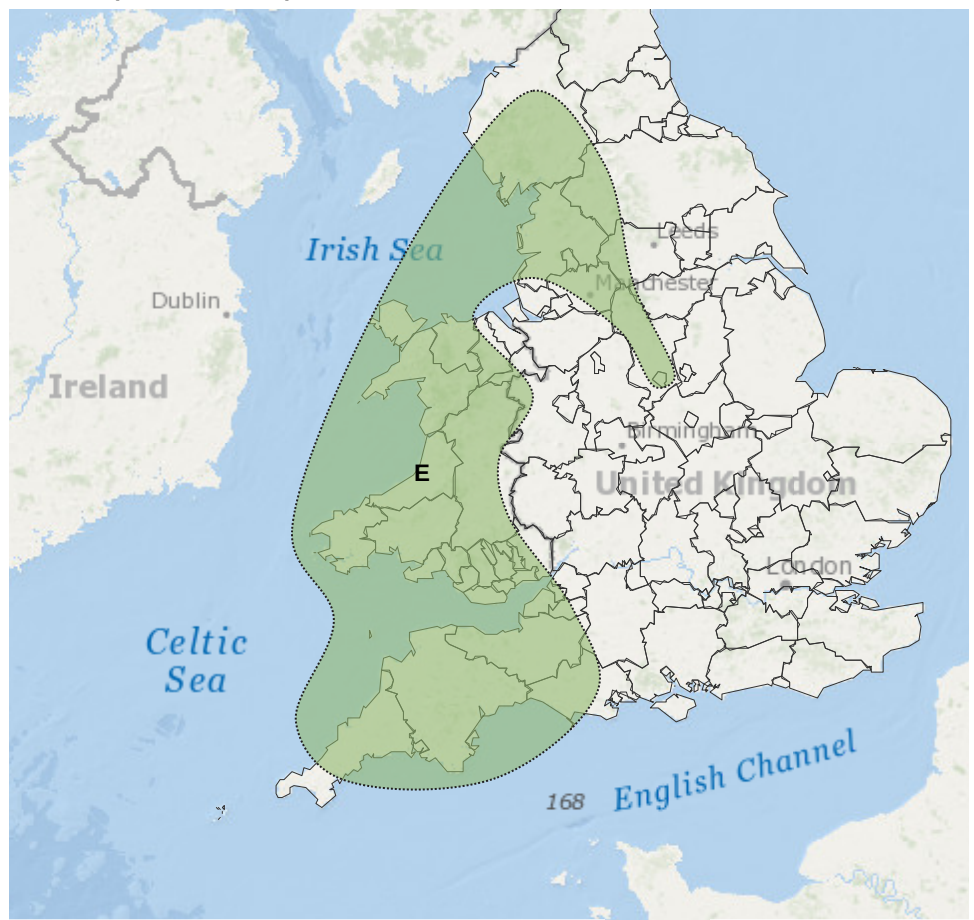 Leeds
Irish Sea
Manchester
Dublin
Ireland
Birmingham
E
United Kingdom
London
Celtic
Sea
English Channel
168